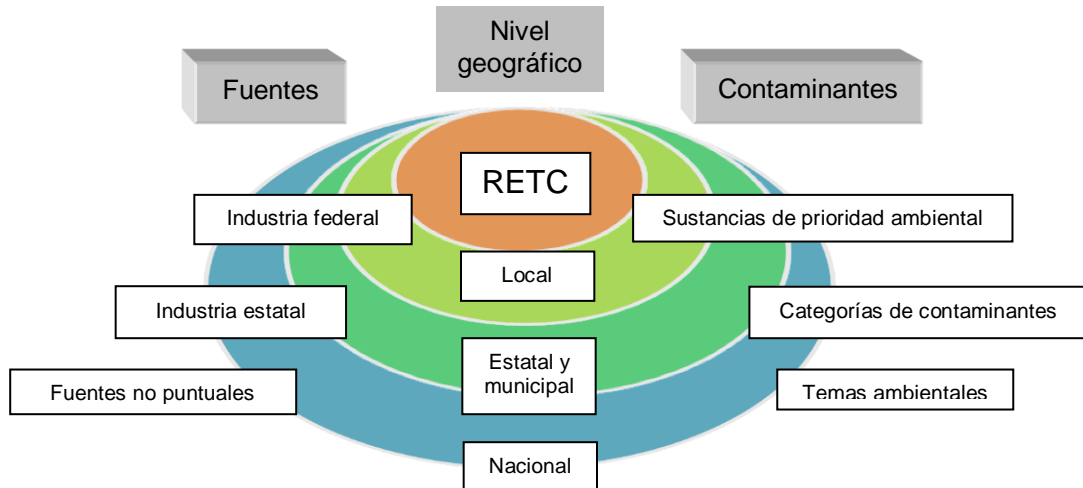 Nivel
geográfico
Fuentes
Contaminantes
RETC
Industria federal
Sustancias de prioridad ambiental
Local
Industria estatal
Categorías de contaminantes
Estatal y
municipal
Fuentes no puntuales
Temas ambientales
Nacional